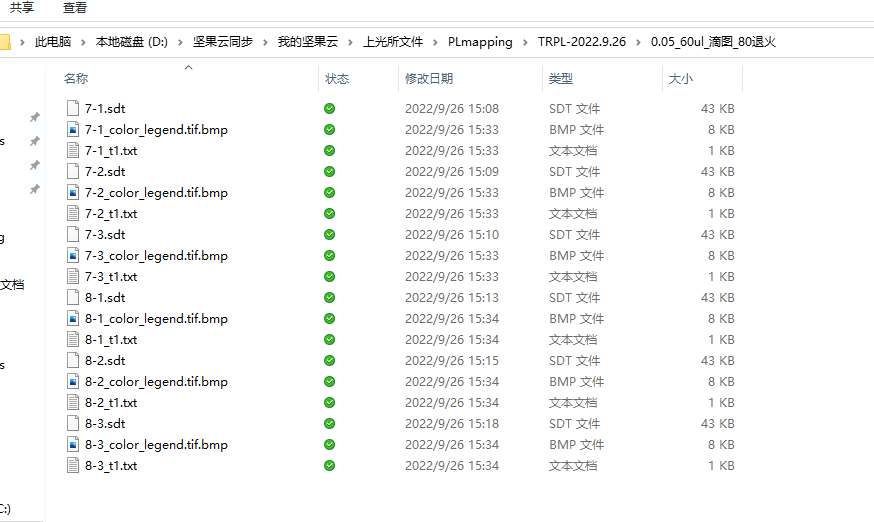 共享 查看
此电脑 > 本地磁盘 (D:) > 坚果云同步 > 我的坚果云 > 上光所文件 > PLmapping > TRPL-2022.9.26 > 0.05_60ul_滴图_80退火
名称 状态 修改日期 类型 大小
7-1.sdt 2022/9/26 15:08 SDT 文件 43 KB
7-1_color_legend.tif.bmp 2022/9/26 15:33 BMP 文件 8 KB
7-1_t1.txt 2022/9/26 15:33 文本文档 1 KB
7-2.sdt 2022/9/26 15:09 SDT 文件 43 KB
7-2_color_legend.tif.bmp 2022/9/26 15:33 BMP 文件 8 KB
7-2_t1.txt 2022/9/26 15:33 文本文档 1 KB
7-3.sdt 2022/9/26 15:10 SDT 文件 43 KB
7-3_color_legend.tif.bmp 2022/9/26 15:33 BMP 文件 8 KB
7-3_t1.txt 2022/9/26 15:33 文本文档 1 KB
8-1.sdt 2022/9/26 15:13 SDT 文件 43 KB
8-1_color_legend.tif.bmp 2022/9/26 15:34 BMP 文件 8 KB
8-1_t1.txt 2022/9/26 15:34 文本文档 1 KB
8-2.sdt 2022/9/26 15:15 SDT 文件 43 KB
8-2_color_legend.tif.bmp 2022/9/26 15:34 BMP 文件 8 KB
8-2_t1.txt 2022/9/26 15:34 文本文档 1 KB
8-3.sdt 2022/9/26 15:18 SDT 文件 43 KB
8-3_color_legend.tif.bmp 2022/9/26 15:34 BMP 文件 8 KB
8-3_t1.txt 2022/9/26 15:34 文本文档 1 KB
s
g
文档
s
C:)